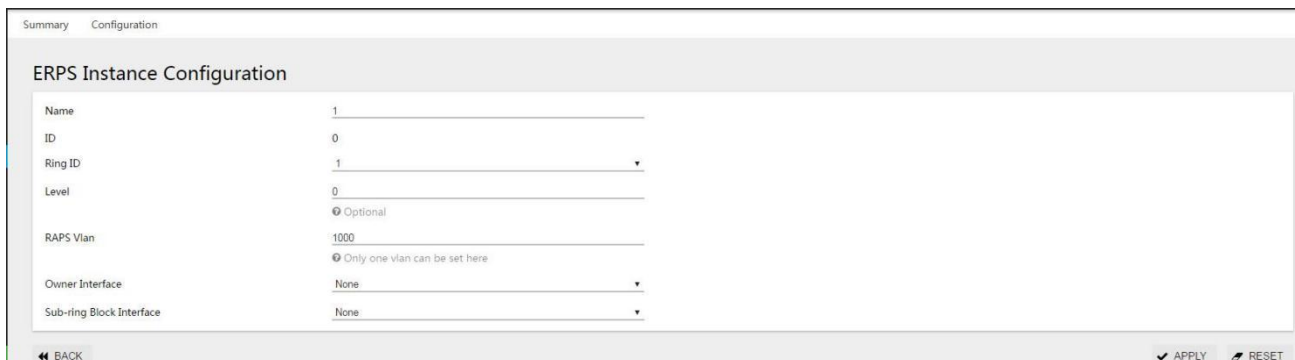 Summary Configuration
ERPS Instance Configuration
Name 1
ID 0
Ring ID 1
Level 0
Optional
RAPS Vlan 1000
Only one vlan can be set here
Owner Interface None
Sub-ring Block Interface None
BACK APPLY RESET